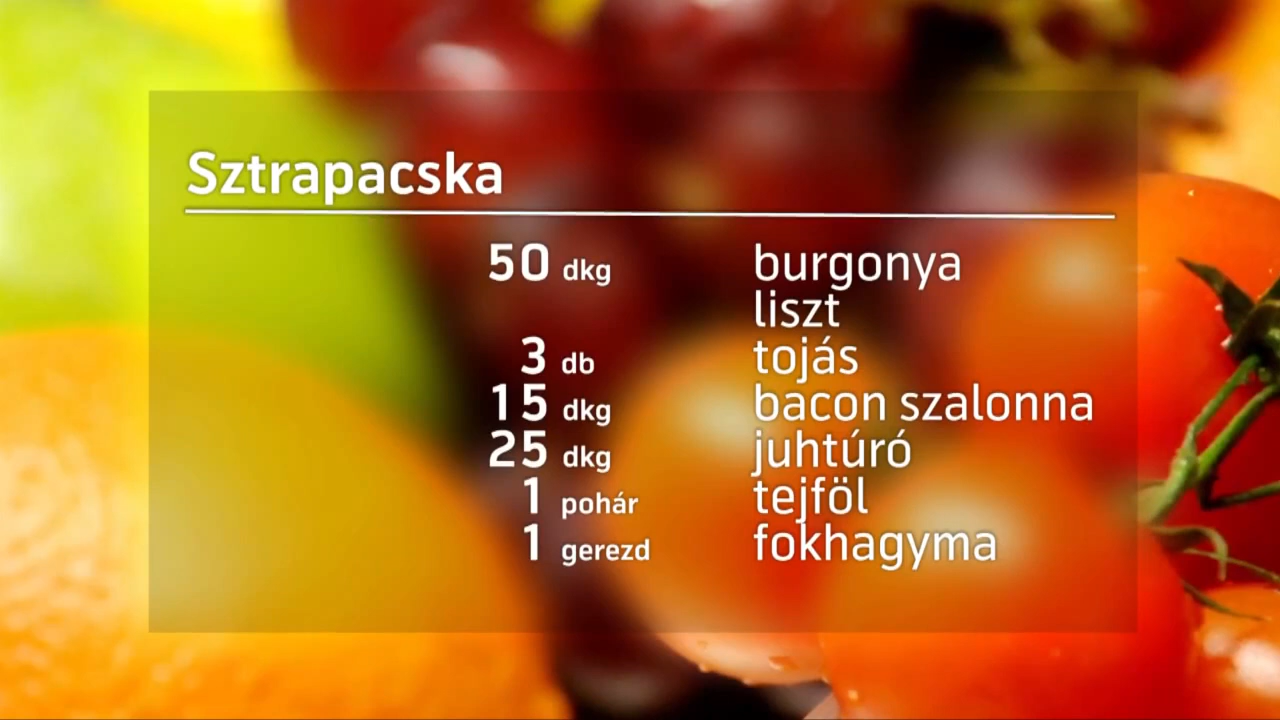 Sztrapacska
50 dkg burgonya
liszt
3 db tojás
15 dkg bacon szalonna
25 dkg juhtúró
1 pohár tejföl
1 gerezd fokhagyma